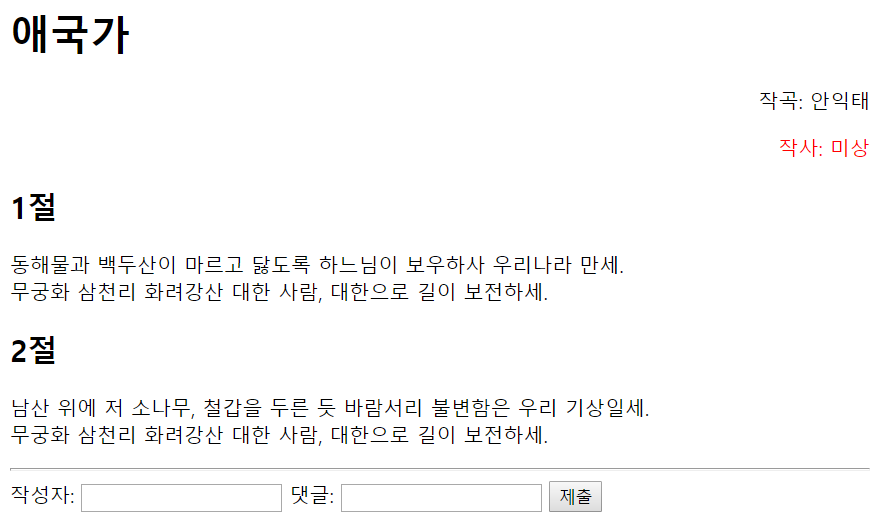 애국가
작곡: 안익태
작사: 미상
1절
동해물과 백두산이 마르고 닳도록 하느님이 보우하사 우리나라 만세.
무궁화 삼천리 화려강산 대한 사람, 대한으로 길이 보전하세.
2절
남산 위에 저 소나무, 철갑을 두른 듯 바람서리 불변함은 우리 기상일세.
무궁화 삼천리 화려강산 대한 사람, 대한으로 길이 보전하세.
작성자: 댓글: 제출